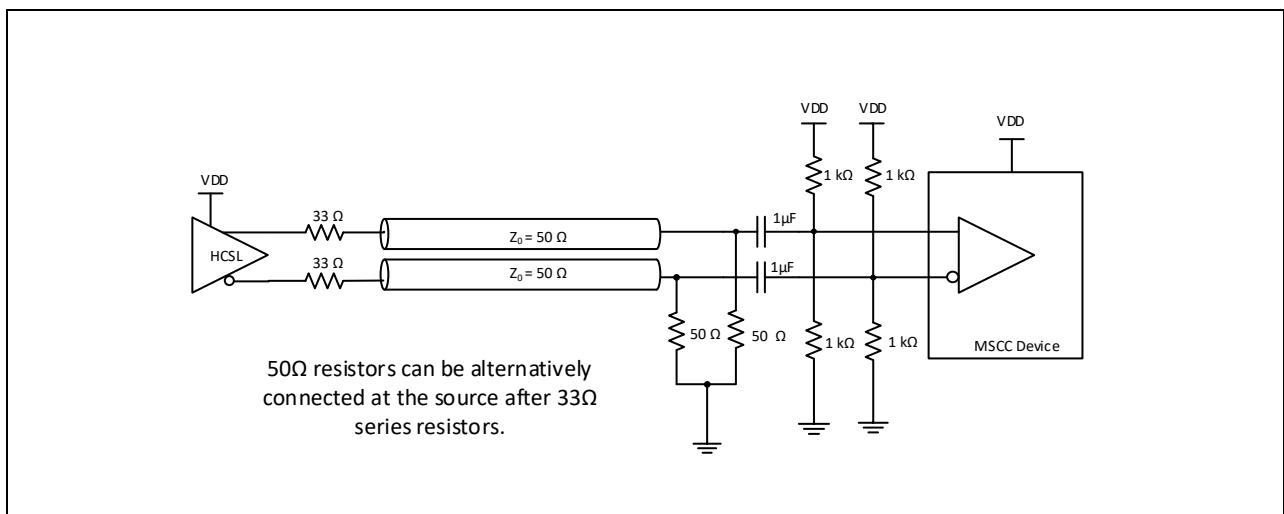 VDD
VDD
VDD
VDD
1 kΩ
1 kΩ
33 Ω
1µF
HCSL
Z0 = 50 Ω
33 Ω
Z0 = 50 Ω
1µF
50 Ω
50 Ω
1 kΩ
1 kΩ
MSCC Device
50Ω resistors can be alternatively
connected at the source after 33Ω
series resistors.